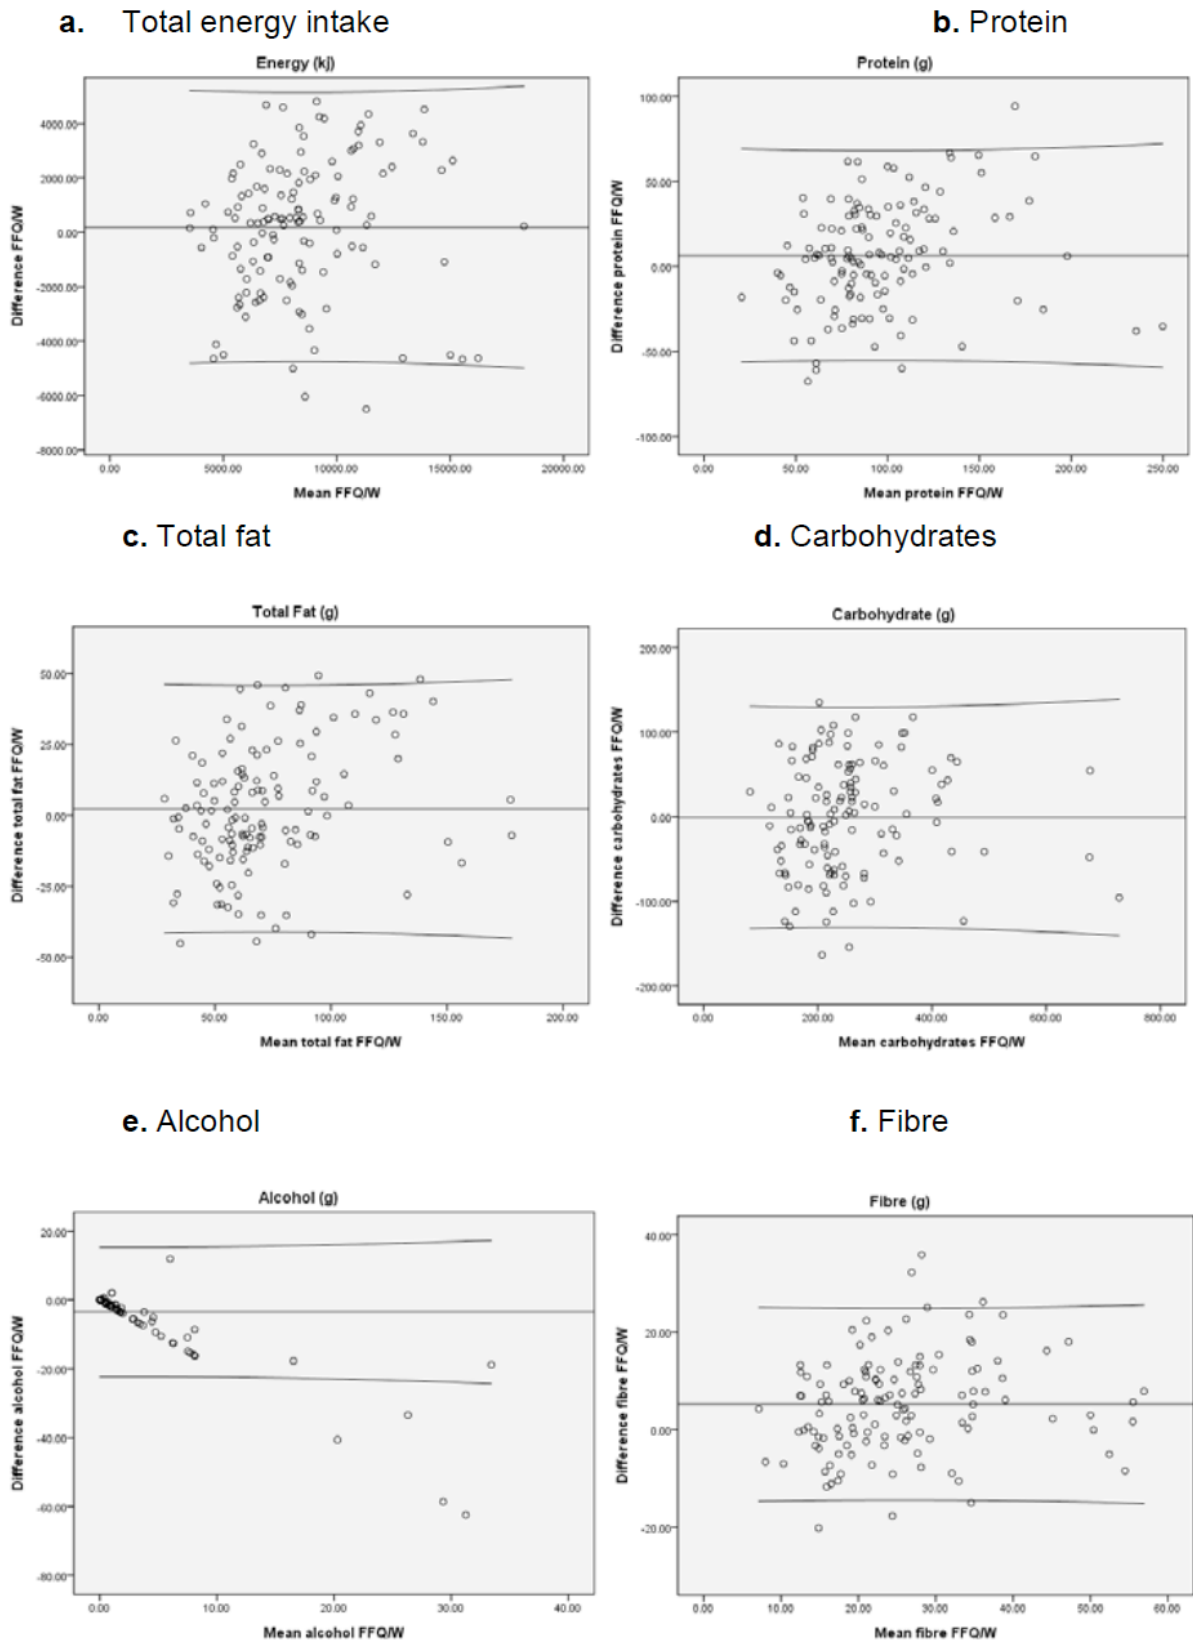 a. Total energy intake
b. Protein
Energy (kj)
Difference FFQ/W
4000.00
2000.00
0.00
-2000.00
-4000.00
-6000.00
-8000.00
0.00 5000.00 10000.00 15000.00 20000.00
Mean FFQ/W
Protein (g)
Difference protein FFQ/W
100.00
50.00
0.00
-50.00
-100.00
0.00 50.00 100.00 150.00 200.00 250.00
Mean protein FFQ/W
c. Total fat
d. Carbohydrates
Total Fat (g)
Difference total fat FFQ/W
50.00
25.00
0.00
-25.00
-50.00
0.00 50.00 100.00 150.00 200.00
Mean total fat FFQ/W
Carbohydrate (g)
Difference carbohydrates FFQ/W
200.00
100.00
0.00
-100.00
-200.00
0.00 200.00 400.00 600.00 800.00
Mean carbohydrates FFQ/W
e. Alcohol
f. Fibre
Alcohol (g)
Difference alcohol FFQ/W
20.00
0.00
-20.00
-40.00
-60.00
-80.00
0.00 10.00 20.00 30.00 40.00
Mean alcohol FFQ/W
Fibre (g)
Difference fibre FFQ/W
40.00
20.00
0.00
-20.00
0.00 10.00 20.00 30.00 40.00 50.00 60.00
Mean fibre FFQ/W